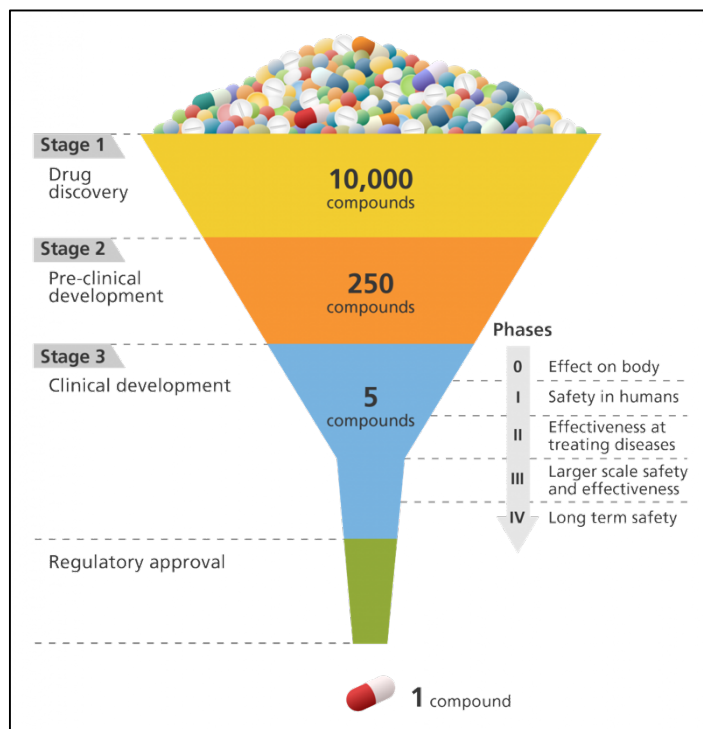 Stage 1
Drug
discovery
10,000
compounds
Stage 2
Pre-clinical
development
250
compounds
Stage 3
Clinical development
5
compounds
Phases
0 Effect on body
I Safety in humans
II Effectiveness at
treating diseases
III Larger scale safety
and effectiveness
IV Long term safety
Regulatory approval
1 compound